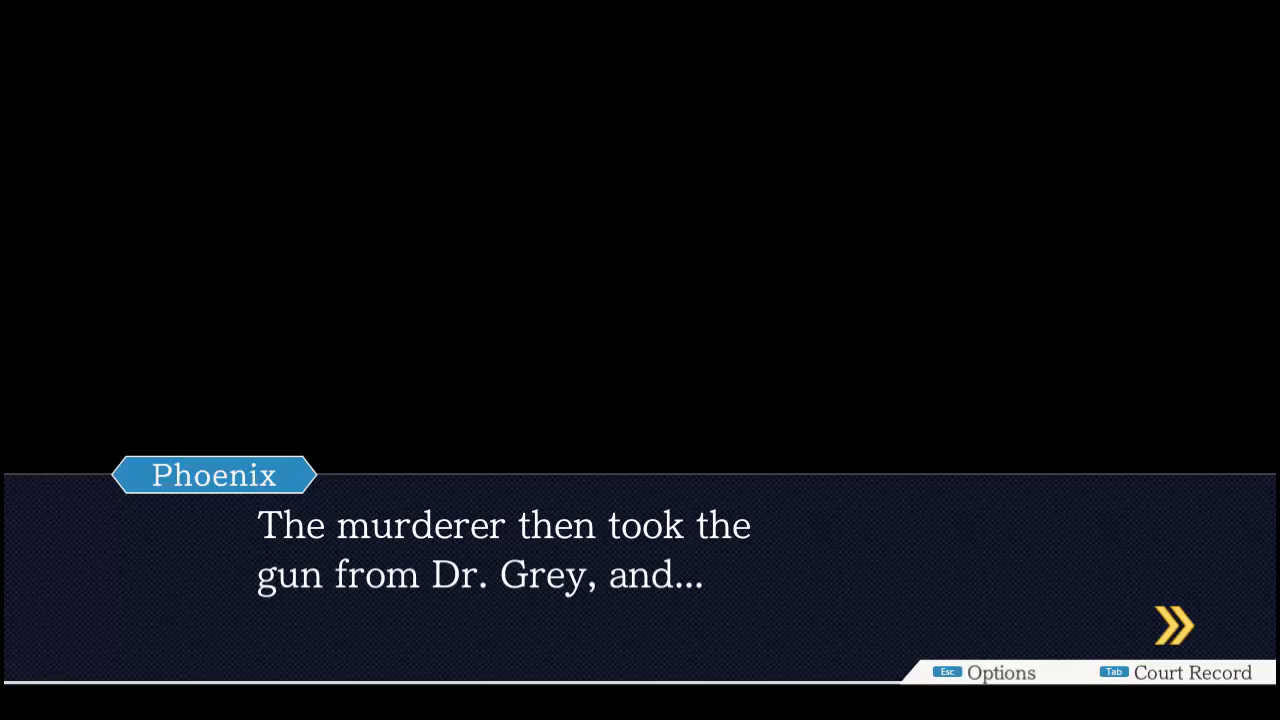 Phoenix
The murderer then took the
gun from Dr. Grey, and...
Esc Options Tab Court Record